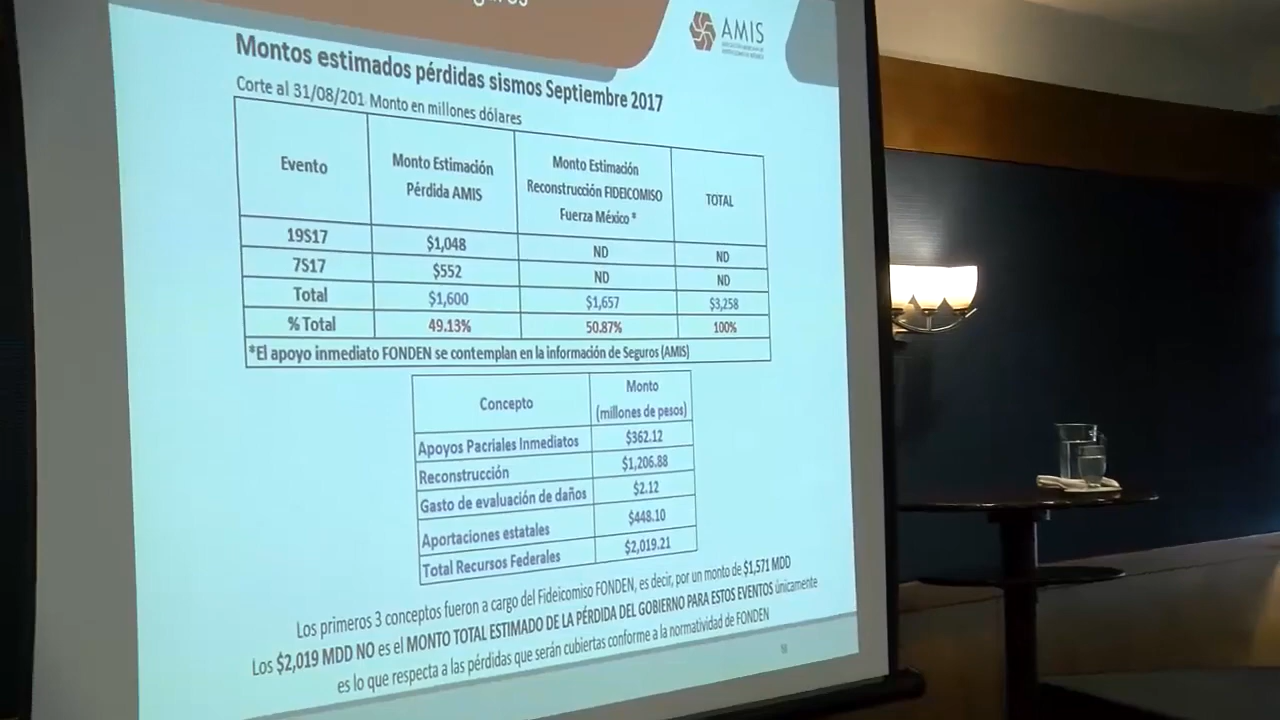 AMIS
Montos estimados pérdidas sismos Septiembre 2017
Corte al 31/08/201 Monto en millones dólares
Evento
Monto Estimación
Pérdida AMIS
Monto Estimación
Reconstrucción FIDEICOMISO
Fuerza México *
TOTAL
19S17 $1,048 ND ND
7S17 $552 ND ND
Total $1,600 $1,657 $3,258
% Total 49.13% 50.87% 100%
*El apoyo inmediato FONDEN se contemplan en la información de Seguros (AMIS)
Concepto
Monto
(millones de pesos)
Apoyos Pacriales Inmediatos $362.12
Reconstrucción $1,206.88
Gasto de evaluación de daños $2.12
Aportaciones estatales $448.10
Total Recursos Federales $2,019.21
Los primeros 3 conceptos fueron a cargo del Fideicomiso FONDEN, es decir, por un monto de $1,571 MDD
Los $2,019 MDD NO es el MONTO TOTAL ESTIMADO DE LA PÉRDIDA DEL GOBIERNO PARA ESTOS EVENTOS únicamente
es lo que respecta a las pérdidas que serán cubiertas conforme a la normatividad de FONDEN